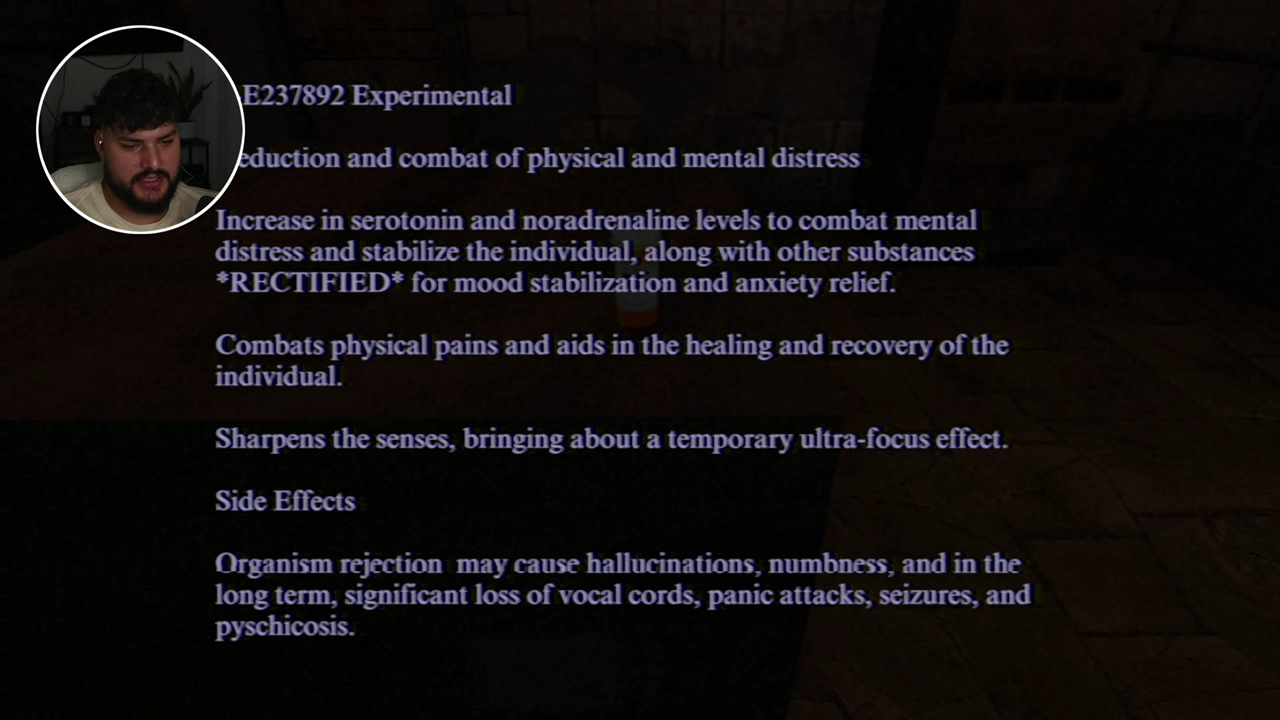 E237892 Experimental
eduction and combat of physical and mental distress
Increase in serotonin and noradrenaline levels to combat mental
distress and stabilize the individual, along with other substances
*RECTIFIED* for mood stabilization and anxiety relief.
Combats physical pains and aids in the healing and recovery of the
individual.
Sharpens the senses, bringing about a temporary ultra-focus effect.
Side Effects
Organism rejection  may cause hallucinations, numbness, and in the
long term, significant loss of vocal cords, panic attacks, seizures, and
pyschicosis.